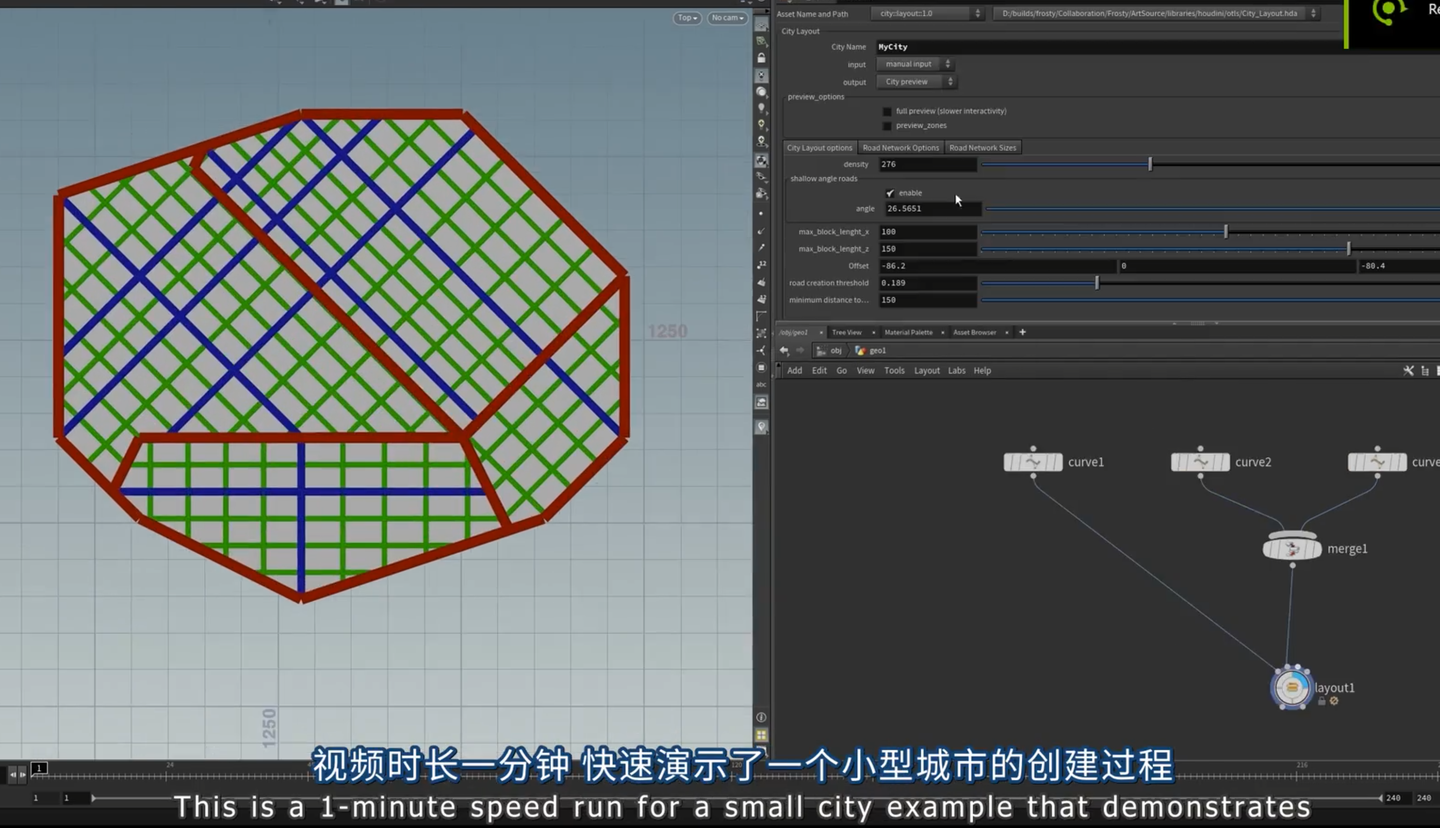 Top
No cam
Asset Name and Path
city::layout::1.0
D:/builds/frosty/Collaboration/Frosty/ArtSource/libraries/houdini/otls/City_Layout.hda
Re
City Layout
City Name
MyCity
input
manual input
output
City preview
preview_options
full preview (slower interactivity)
preview_zones
City Layout options
Road Network Options
Road Network Sizes
density
276
shallow angle roads
enable
angle
26.5651
max_block_lenght_x
100
max_block_lenght_z
150
Offset
-86.2
0
-80.4
road creation threshold
0.189
minimum distance to...
150
/obj/geo1
Tree View
Material Palette
Asset Browser
obj
geo1
Add Edit Go View Tools Layout Labs Help
curve1
curve2
curve
merge1
layout1
1250
1250
abc
1
24
216
视频时长一分钟 快速演示了一个小型城市的创建过程
1
1
240
240
This is a 1-minute speed run for a small city example that demonstrates